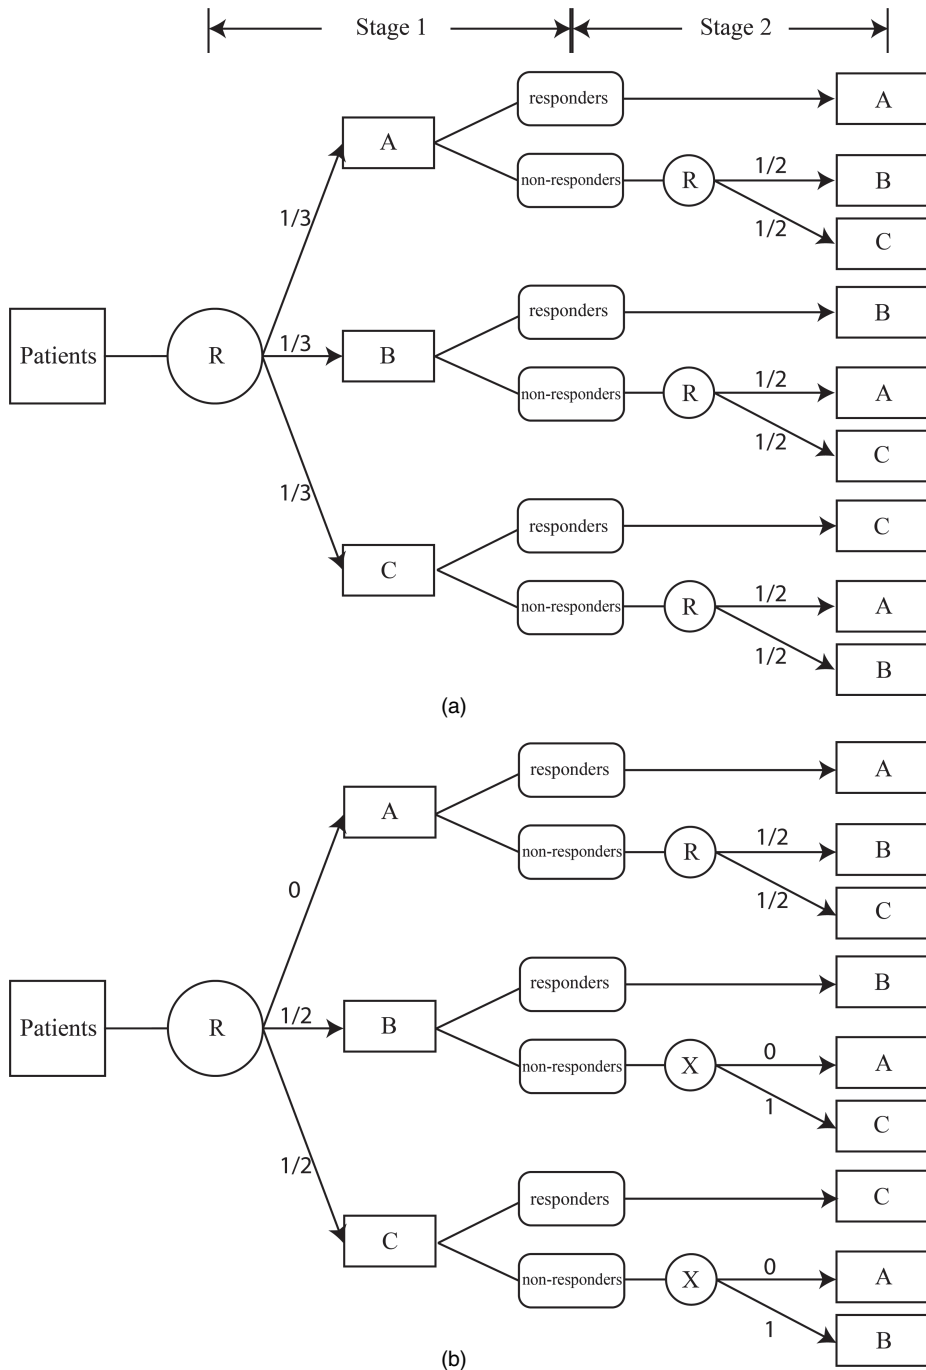 Stage 1 Stage 2
responders A
A
non-responders R 1/2 B
1/3 1/2 C
responders B
Patients R 1/3 B
non-responders R 1/2 A
1/2 C
1/3
responders C
C
non-responders R 1/2 A
1/2 B
(a)
responders A
A
non-responders R 1/2 B
0 1/2 C
responders B
Patients R 1/2 B
non-responders X 0 A
1 C
1/2
responders C
C
non-responders X 0 A
1 B
(b)